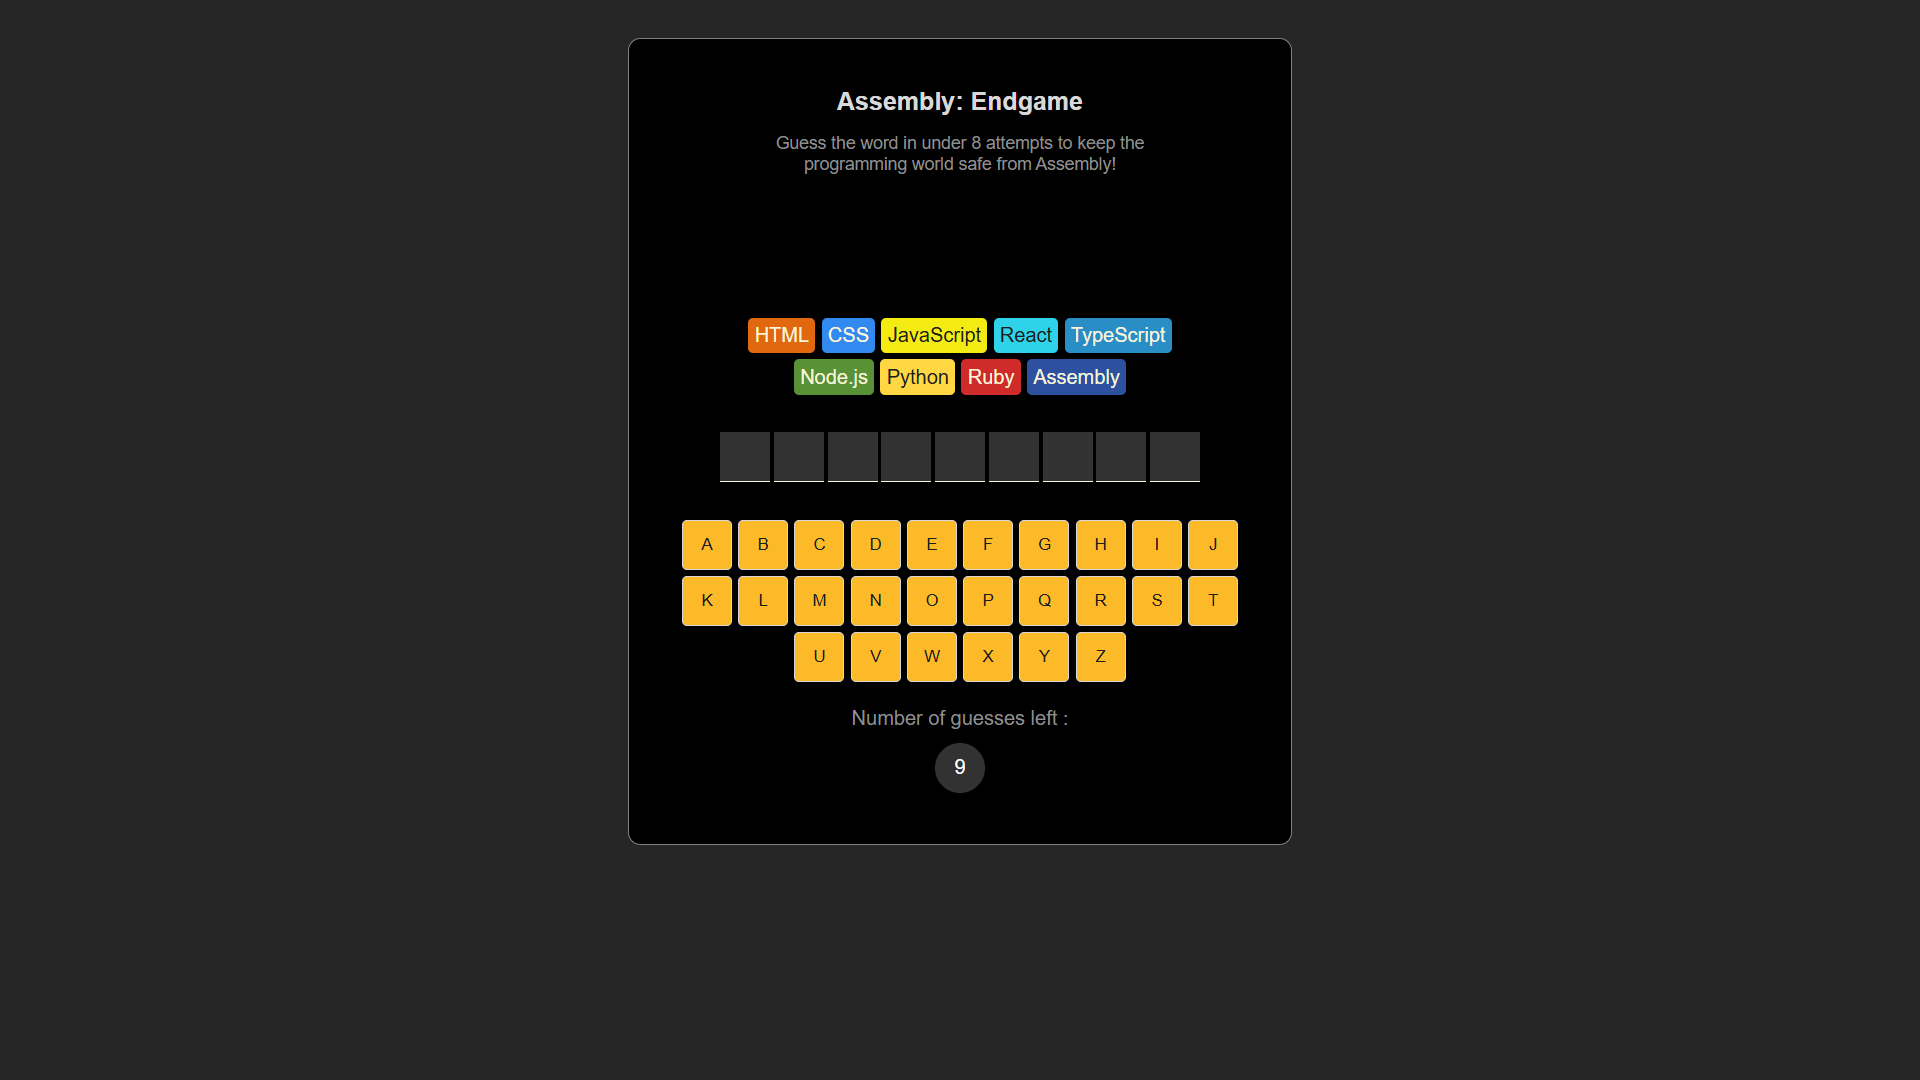 Assembly: Endgame
Guess the word in under 8 attempts to keep the
programming world safe from Assembly!
HTML CSS JavaScript React TypeScript
Node.js Python Ruby Assembly
A B C D E F G H I J
K L M N O P Q R S T
U V W X Y Z
Number of guesses left :
9